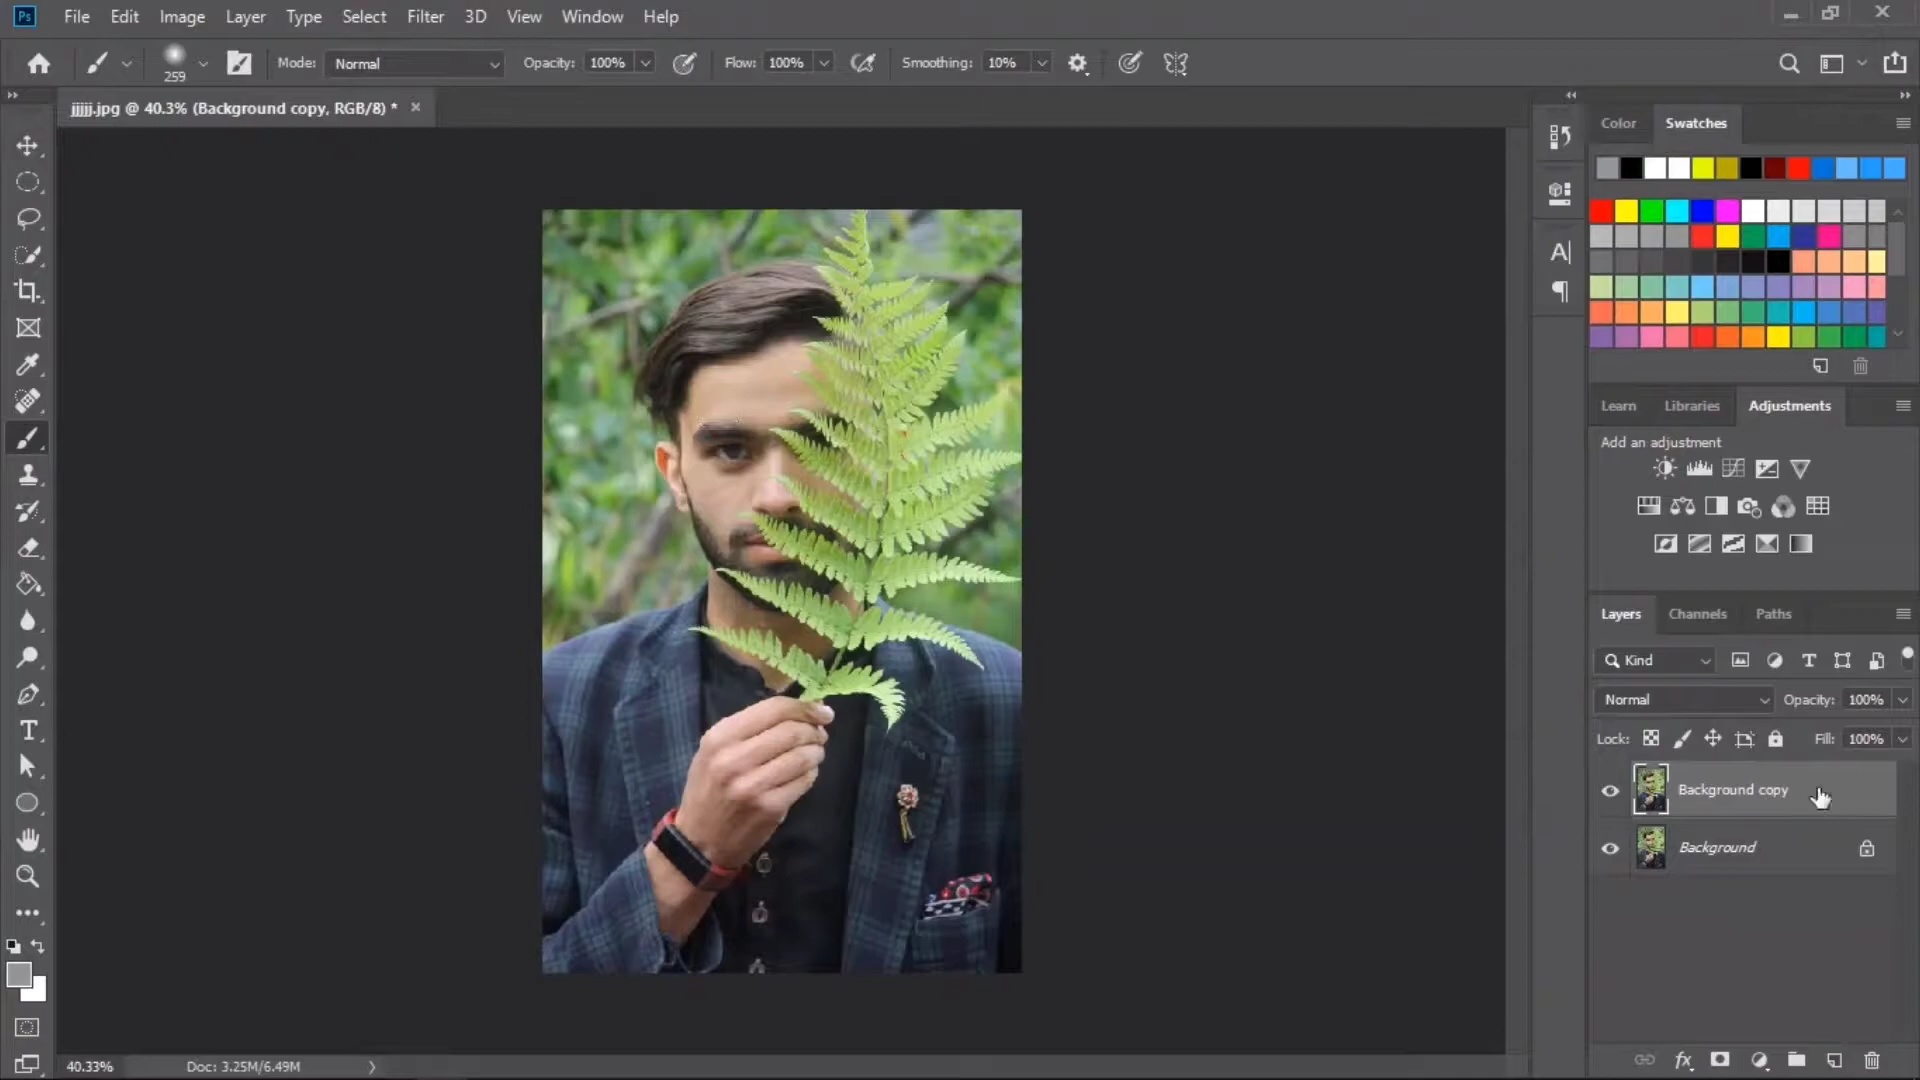 Ps File Edit Image Layer Type Select Filter 3D View Window Help
259 Mode: Normal Opacity: 100% Flow: 100% Smoothing: 10%
jjjjj.jpg @ 40.3% (Background copy, RGB/8) *
Color Swatches
Learn Libraries Adjustments
Add an adjustment
Layers Channels Paths
Kind
Normal Opacity: 100%
Lock: Fill: 100%
Background copy
Background
40.33% Doc: 3.25M/6.49M